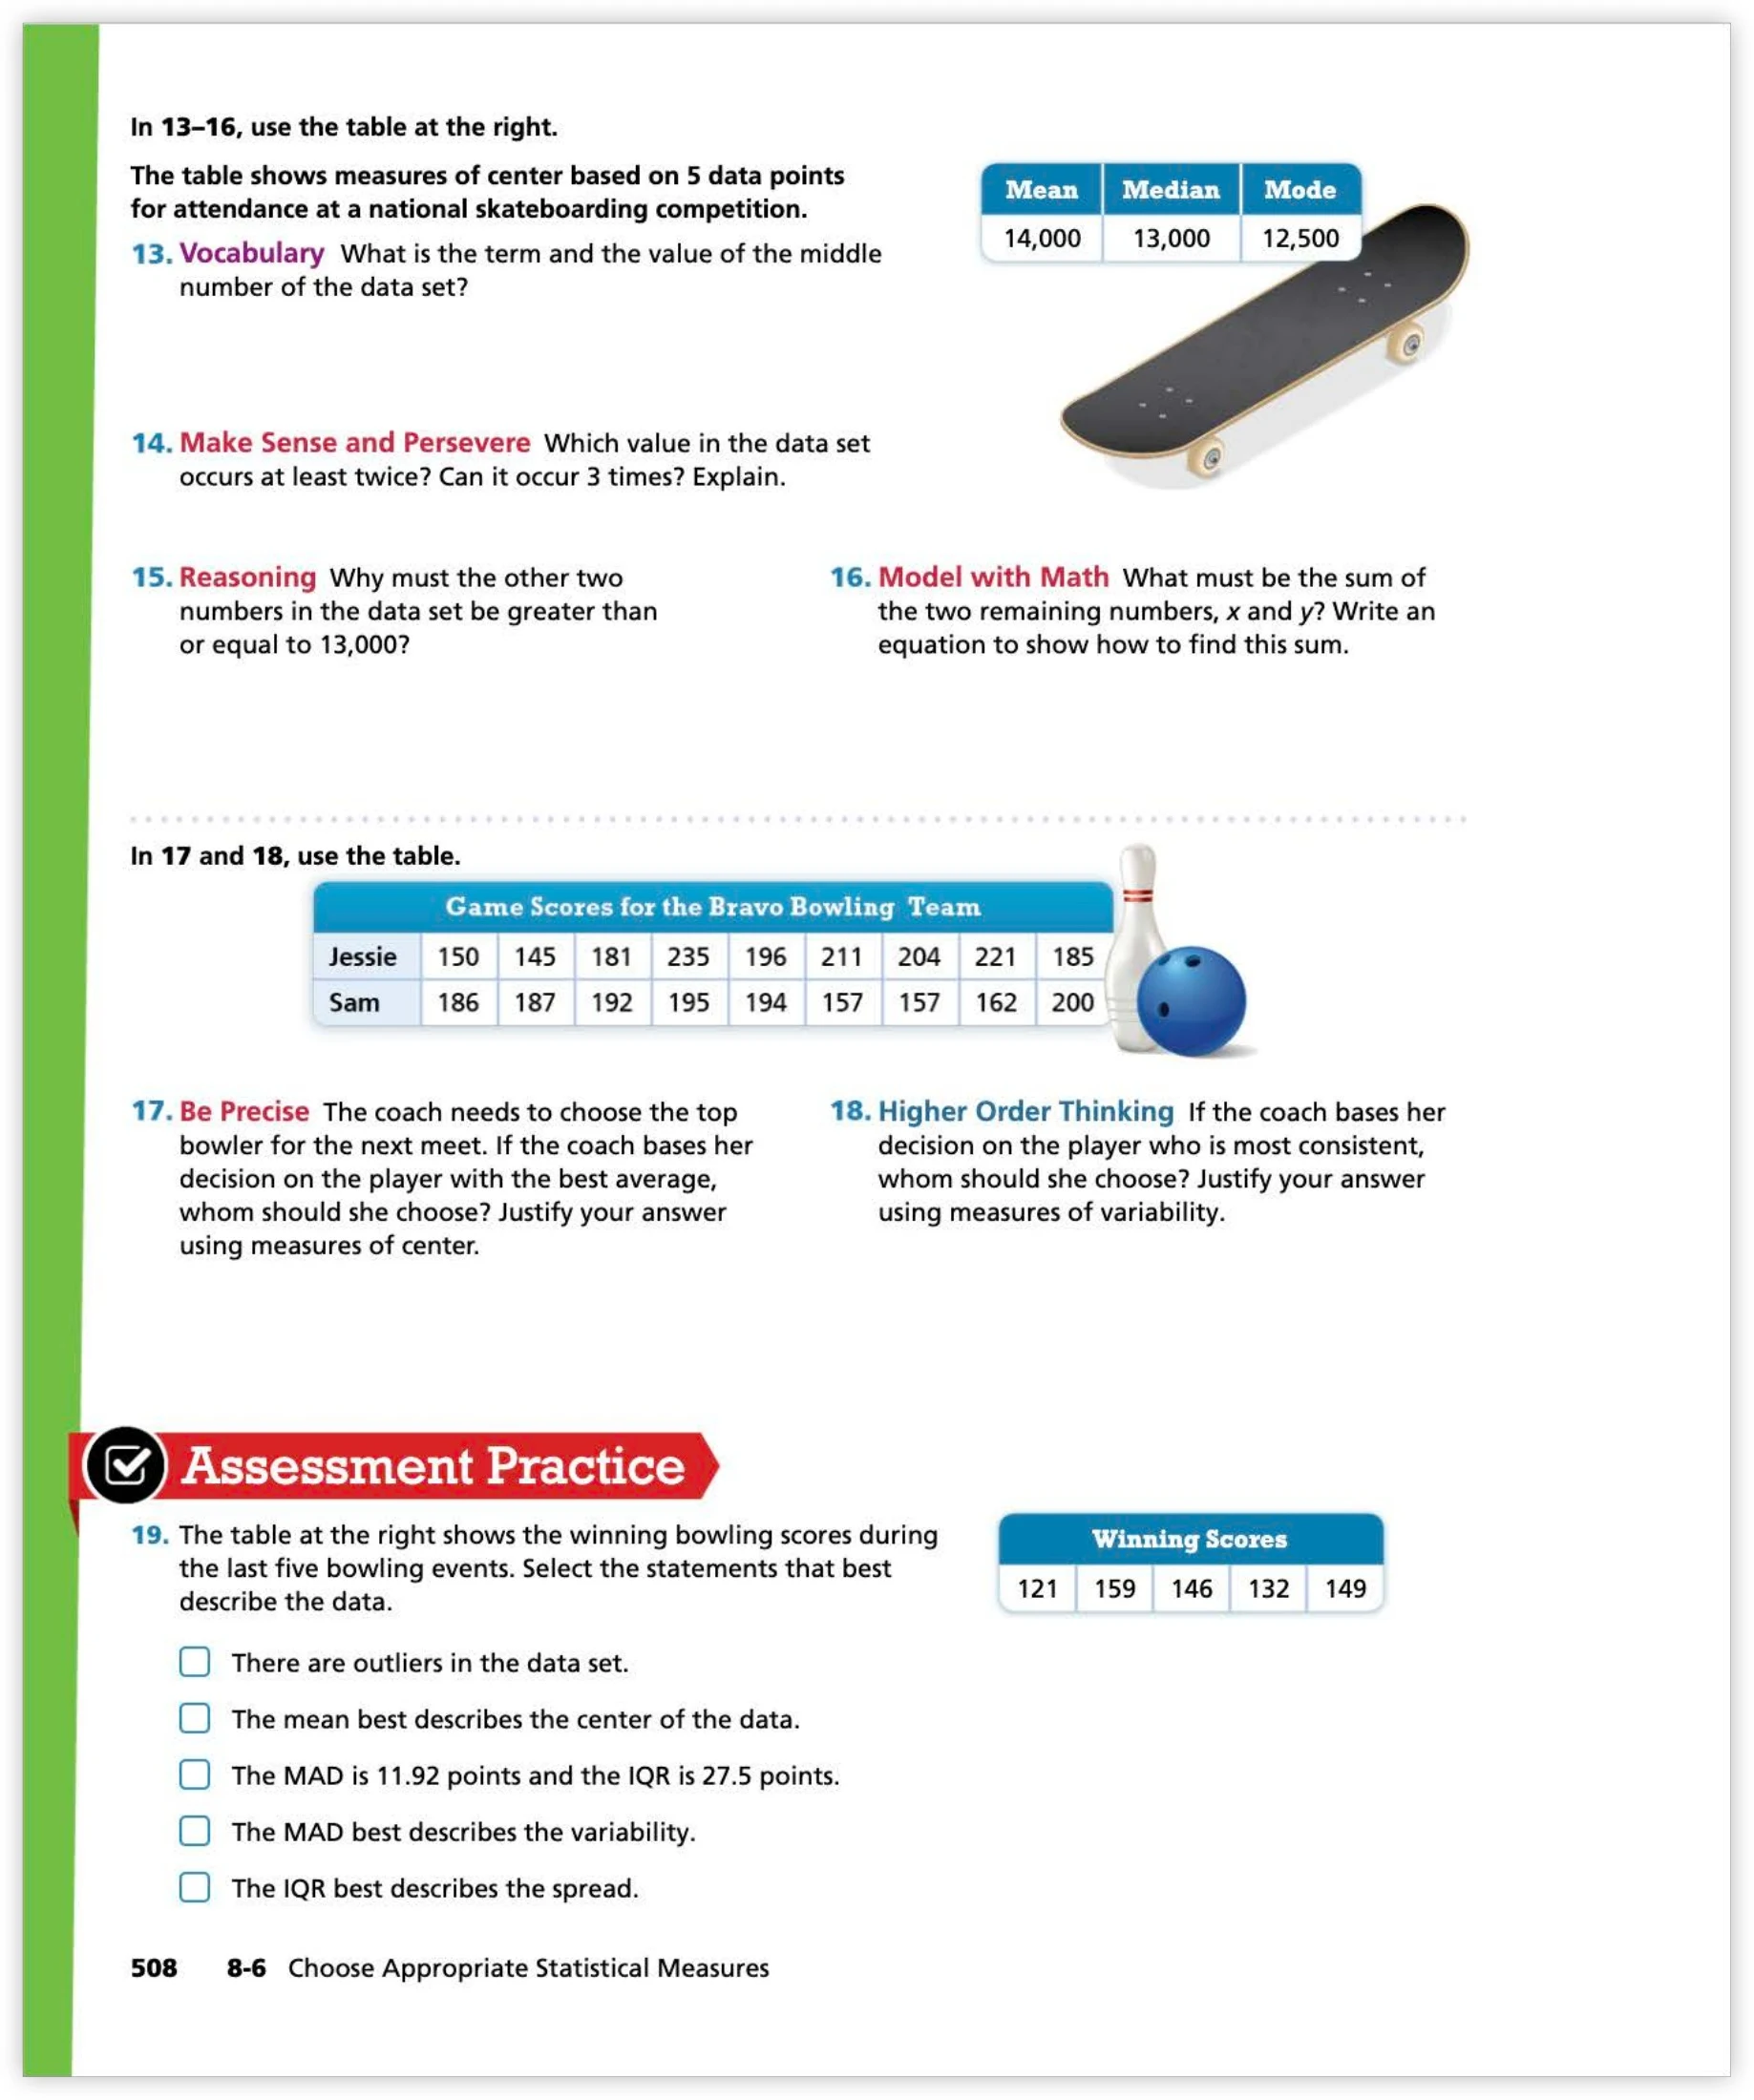 In 13–16, use the table at the right.
The table shows measures of center based on 5 data points
for attendance at a national skateboarding competition.
Mean Median Mode
14,000 13,000 12,500
13. Vocabulary What is the term and the value of the middle
number of the data set?
14. Make Sense and Persevere Which value in the data set
occurs at least twice? Can it occur 3 times? Explain.
15. Reasoning Why must the other two
numbers in the data set be greater than
or equal to 13,000?
16. Model with Math What must be the sum of
the two remaining numbers, x and y? Write an
equation to show how to find this sum.
In 17 and 18, use the table.
Game Scores for the Bravo Bowling Team
Jessie 150 145 181 235 196 211 204 221 185
Sam 186 187 192 195 194 157 157 162 200
17. Be Precise The coach needs to choose the top
bowler for the next meet. If the coach bases her
decision on the player with the best average,
whom should she choose? Justify your answer
using measures of center.
18. Higher Order Thinking If the coach bases her
decision on the player who is most consistent,
whom should she choose? Justify your answer
using measures of variability.
Assessment Practice
19. The table at the right shows the winning bowling scores during
the last five bowling events. Select the statements that best
describe the data.
Winning Scores
121 159 146 132 149
There are outliers in the data set.
The mean best describes the center of the data.
The MAD is 11.92 points and the IQR is 27.5 points.
The MAD best describes the variability.
The IQR best describes the spread.
508 8-6 Choose Appropriate Statistical Measures